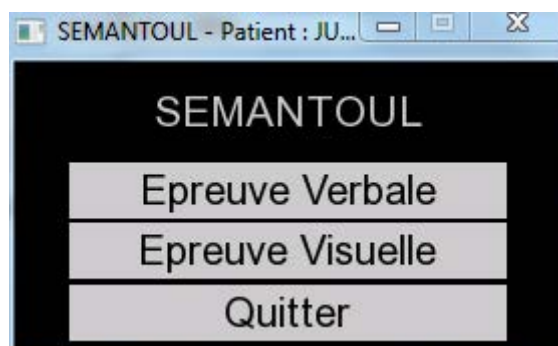 SEMANTOUL - Patient : JU...
SEMANTOUL
Epreuve Verbale
Epreuve Visuelle
Quitter